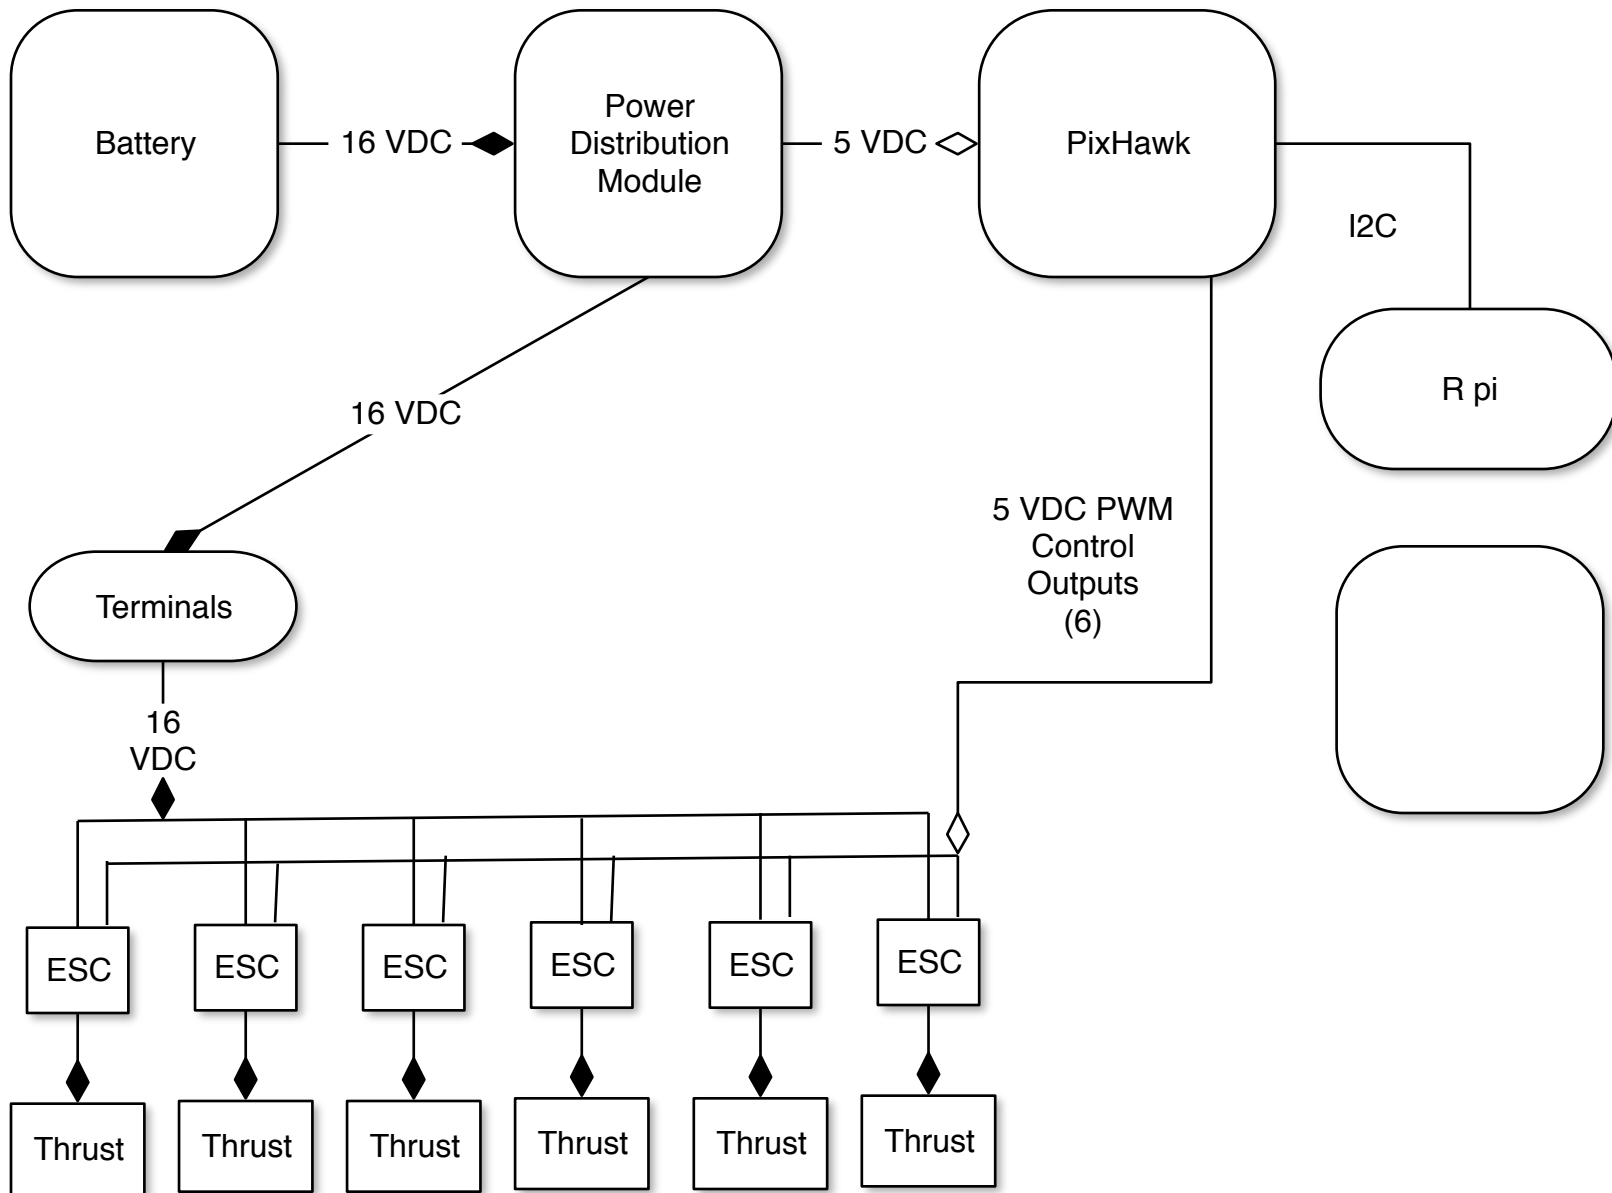 Battery
16 VDC
Power
Distribution
Module
5 VDC
PixHawk
I2C
R pi
16 VDC
5 VDC PWM
Control
Outputs
(6)
Terminals
16
VDC
ESC
ESC
ESC
ESC
ESC
ESC
Thrust
Thrust
Thrust
Thrust
Thrust
Thrust